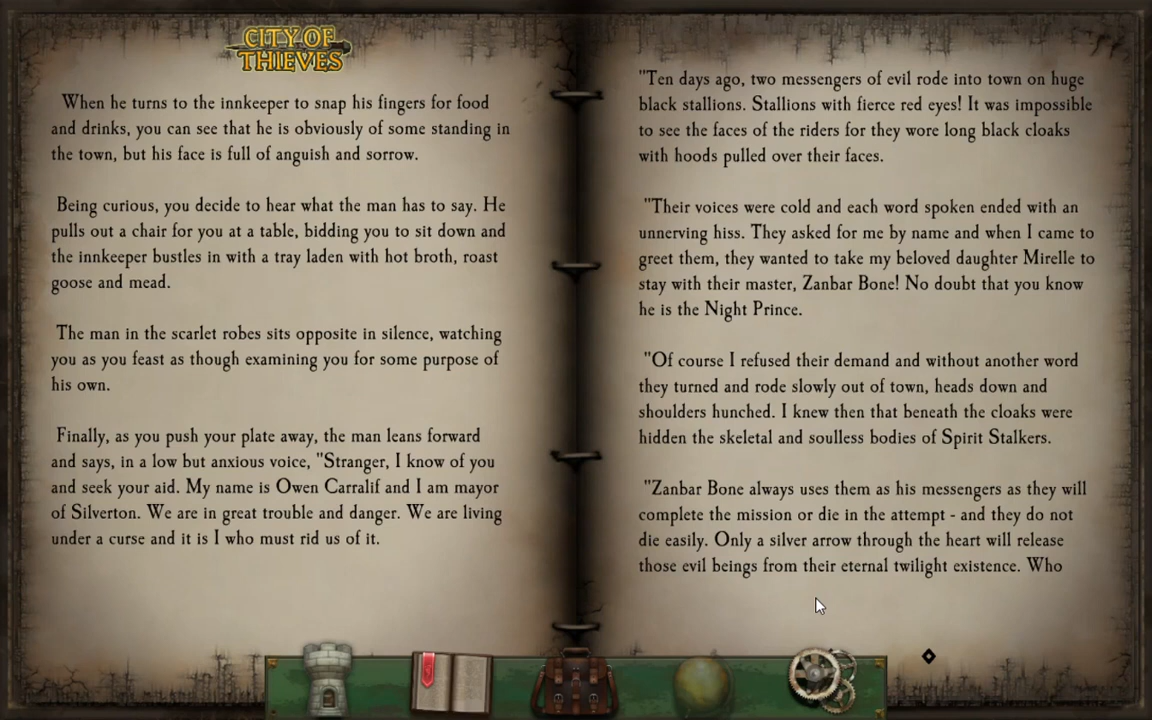 CITY OF
THIEVES
When he turns to the innkeeper to snap his fingers for food
and drinks, you can see that he is obviously of some standing in
the town, but his face is full of anguish and sorrow.
Being curious, you decide to hear what the man has to say. He
pulls out a chair for you at a table, bidding you to sit down and
the innkeeper bustles in with a tray laden with hot broth, roast
goose and mead.
The man in the scarlet robes sits opposite in silence, watching
you as you feast as though examining you for some purpose of
his own.
Finally, as you push your plate away, the man leans forward
and says, in a low but anxious voice, "Stranger, I know of you
and seek your aid. My name is Owen Carralif and I am mayor
of Silverton. We are in great trouble and danger. We are living
under a curse and it is I who must rid us of it.
"Ten days ago, two messengers of evil rode into town on huge
black stallions. Stallions with fierce red eyes! It was impossible
to see the faces of the riders for they wore long black cloaks
with hoods pulled over their faces.
"Their voices were cold and each word spoken ended with an
unnerving hiss. They asked for me by name and when I came to
greet them, they wanted to take my beloved daughter Mirelle to
stay with their master, Zanbar Bone! No doubt that you know
he is the Night Prince.
"Of course I refused their demand and without another word
they turned and rode slowly out of town, heads down and
shoulders hunched. I knew then that beneath the cloaks were
hidden the skeletal and soulless bodies of Spirit Stalkers.
"Zanbar Bone always uses them as his messengers as they will
complete the mission or die in the attempt - and they do not
die easily. Only a silver arrow through the heart will release
those evil beings from their eternal twilight existence. Who